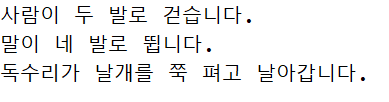 사람이 두 발로 걷습니다.
말이 네 발로 뜁니다.
독수리가 날개를 쭉 펴고 날아갑니다.